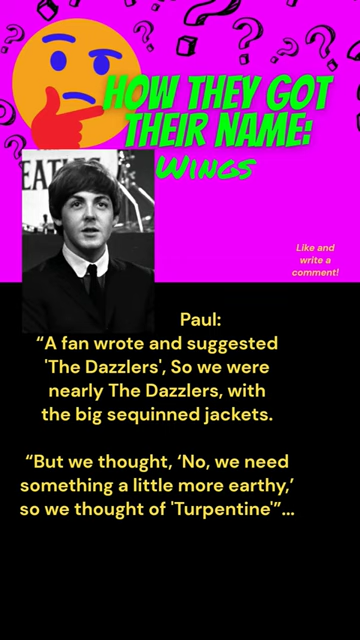 HOW THEY GOT
THEIR NAME:
WINGS
EATLES
Like and
write a
comment!
Paul:
“A fan wrote and suggested
'The Dazzlers', So we were
nearly The Dazzlers, with
the big sequinned jackets.
“But we thought, ‘No, we need
something a little more earthy,’
so we thought of 'Turpentine'”...